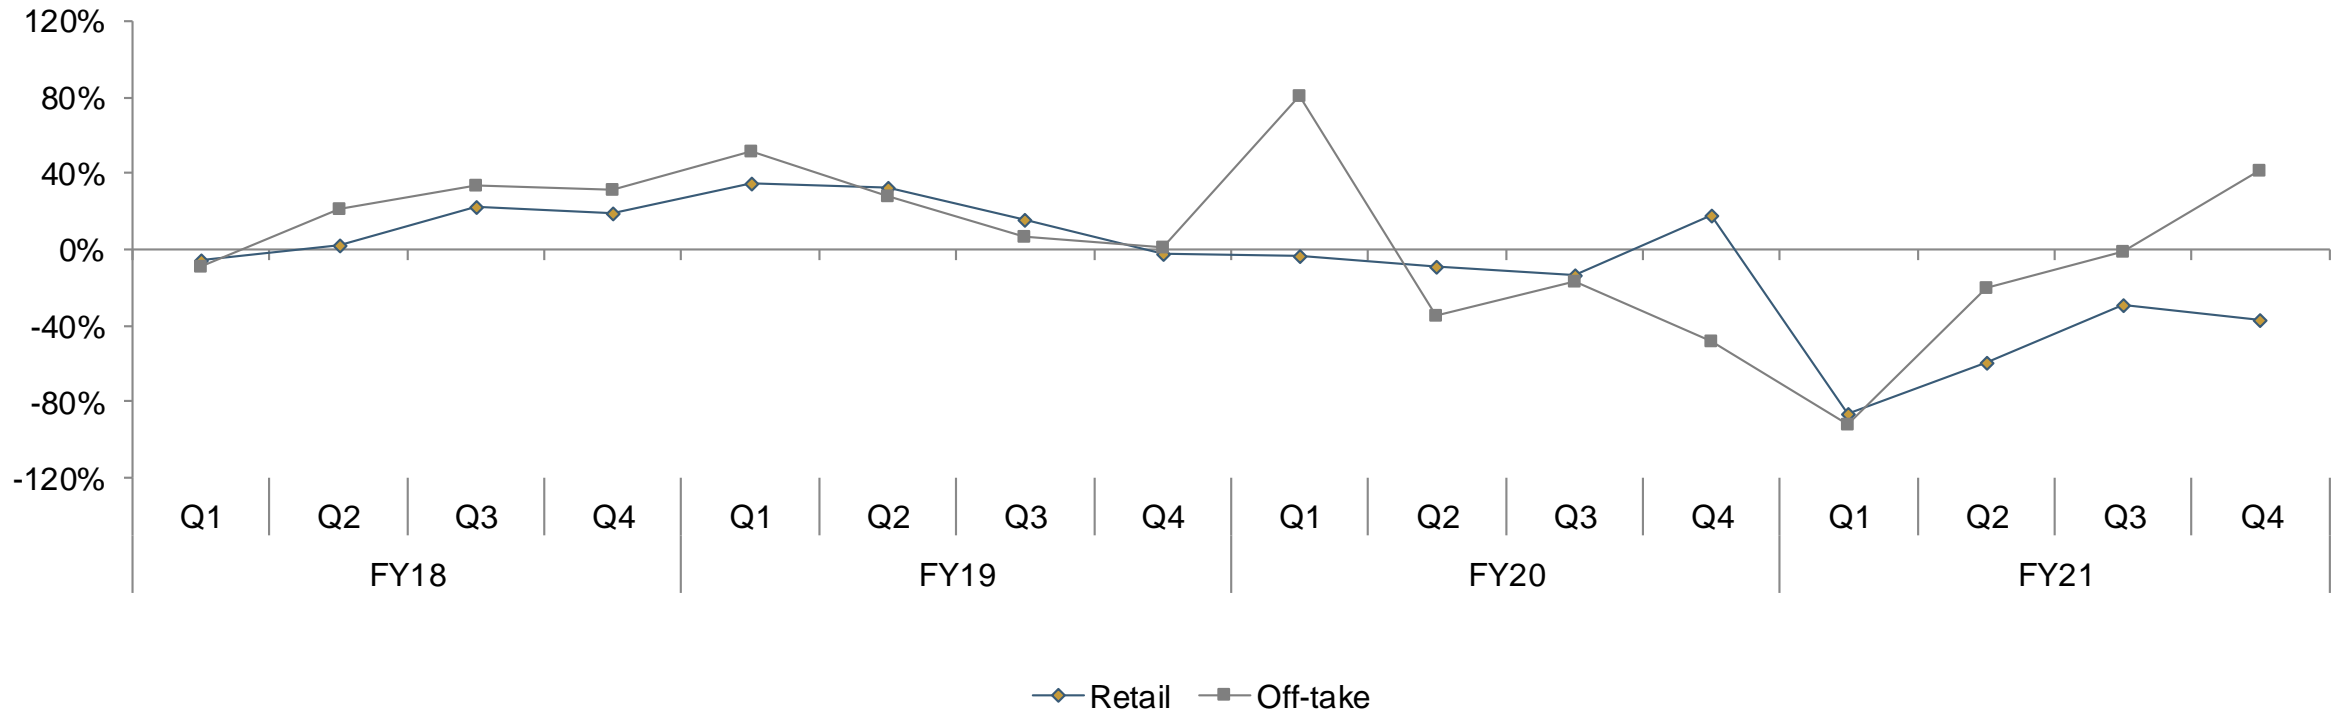 120%
80%
40%
0%
-40%
-80%
-120%
Q1 Q2 Q3 Q4 Q1 Q2 Q3 Q4 Q1 Q2 Q3 Q4 Q1 Q2 Q3 Q4
FY18 FY19 FY20 FY21
Retail Off-take